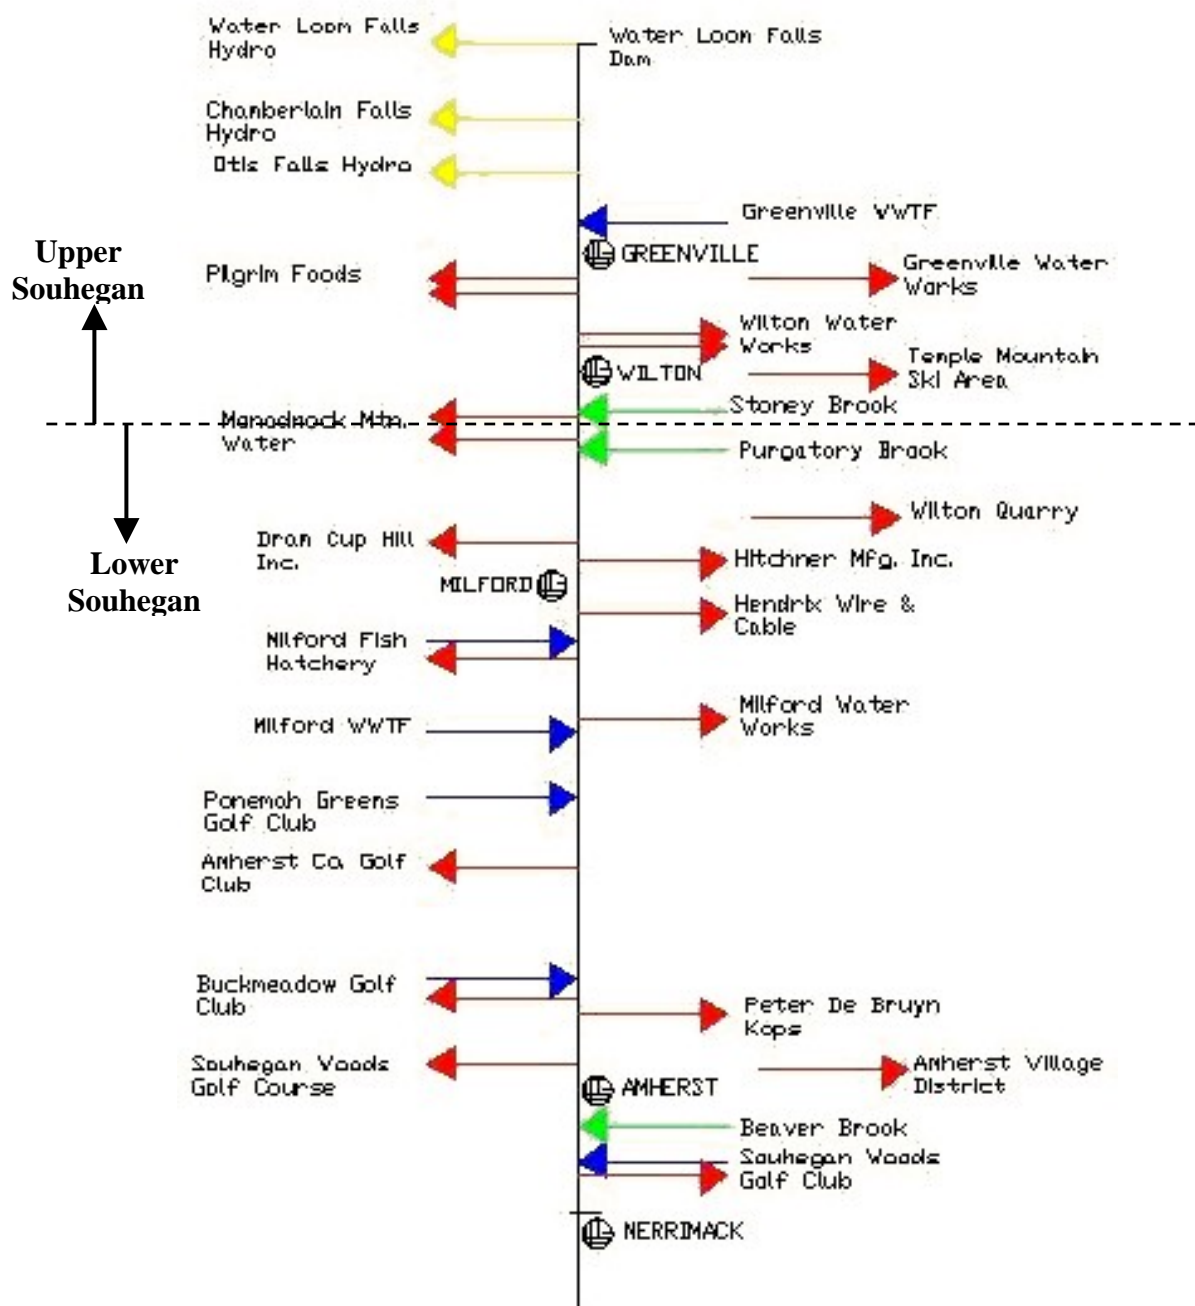 Water Loom Falls
Hydro
Water Loom Falls
Dam
Chamberlain Falls
Hydro
Otis Falls Hydro
Greenville WWTF
Upper
Souhegan
GREENVILLE
Pilgrim Foods
Greenville Water
Works
Wilton Water
Works
WILTON
Temple Mountain
Ski Area
Stoney Brook
Monadnock Mtn.
Water
Purgatory Brook
Wilton Quarry
Dram Cup Hill
Inc.
Hitchner Mfg. Inc.
Lower
Souhegan
MILFORD
Hendrix Wire &
Cable
Milford Fish
Hatchery
Milford WWTF
Milford Water
Works
Ponemah Greens
Golf Club
Amherst Co. Golf
Club
Buckmeadow Golf
Club
Peter De Bruyn
Kops
Souhegan Woods
Golf Course
Amherst Village
District
AMHERST
Beaver Brook
Souhegan Woods
Golf Club
MERRIMACK